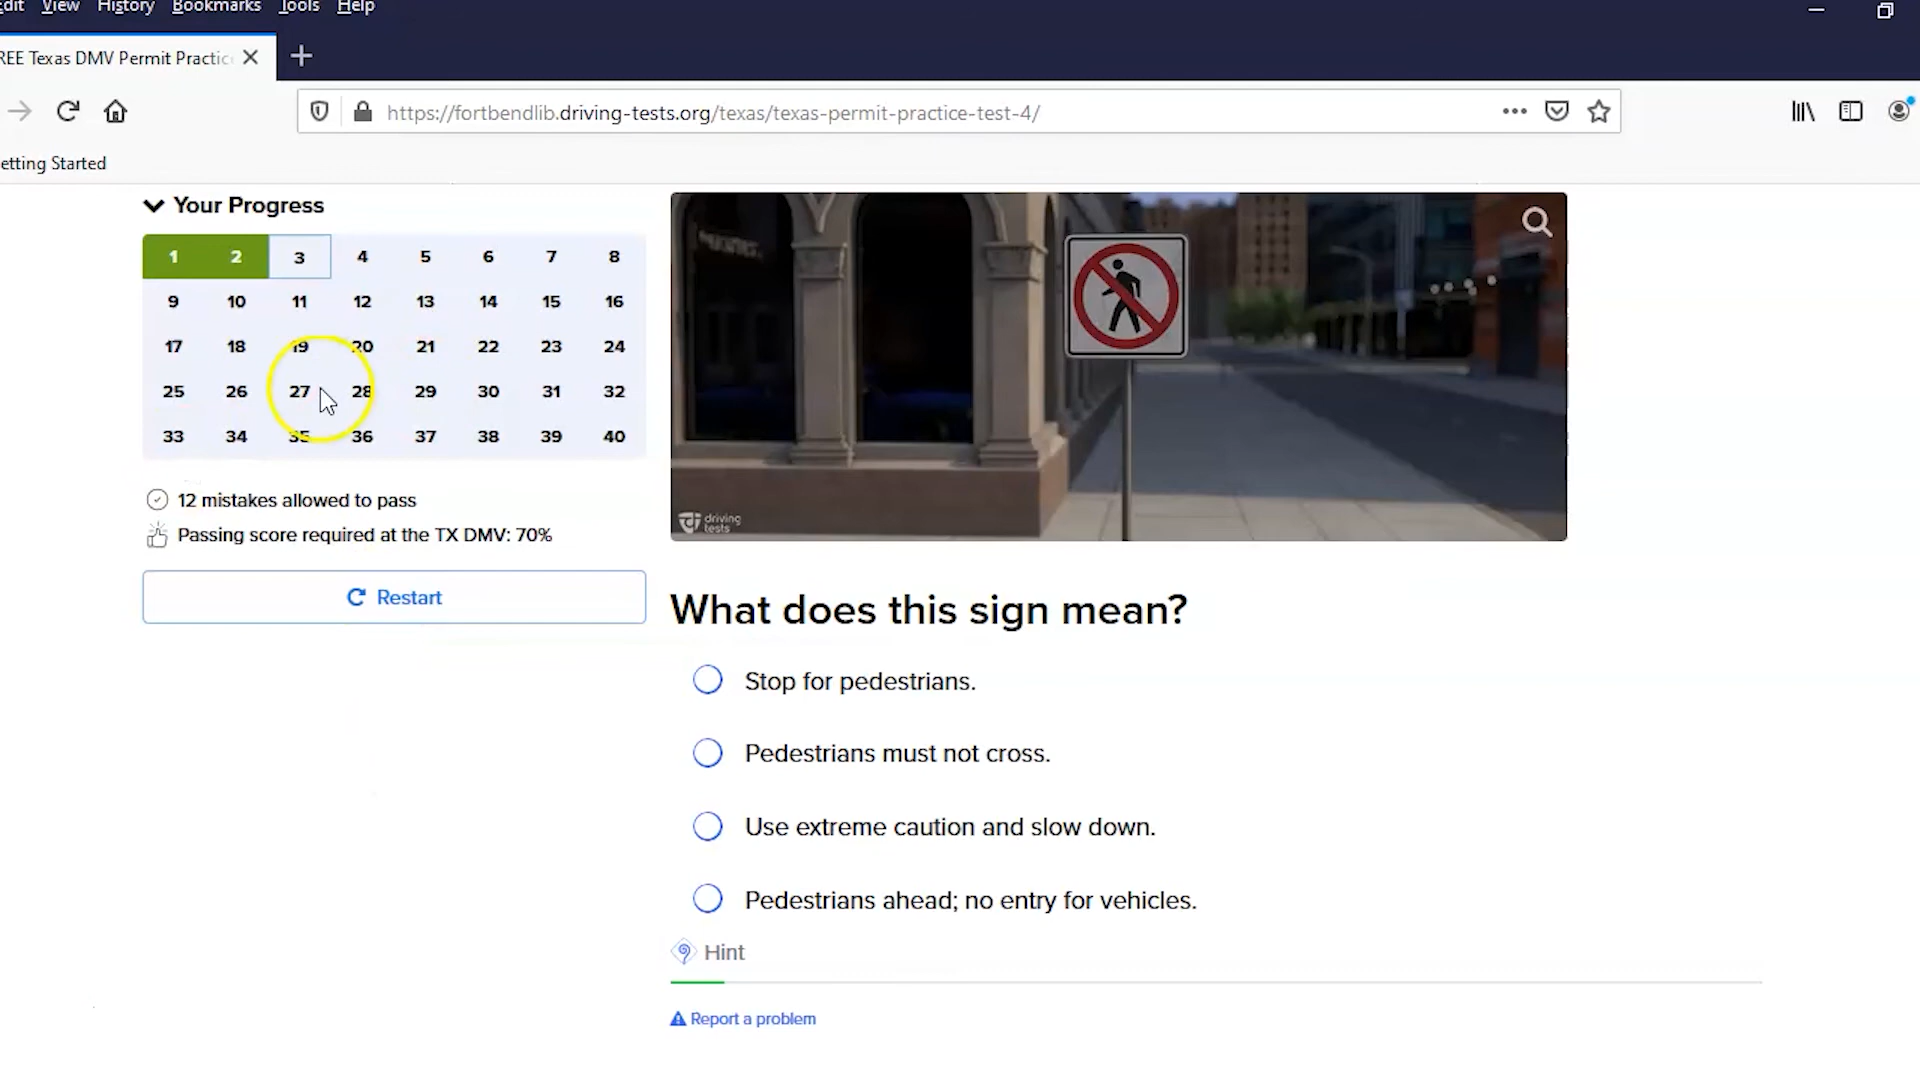 Edit View History Bookmarks Tools Help
REE Texas DMV Permit Practic
https://fortbendlib.driving-tests.org/texas/texas-permit-practice-test-4/
etting Started
Your Progress
1 2 3 4 5 6 7 8
9 10 11 12 13 14 15 16
17 18 19 20 21 22 23 24
25 26 27 28 29 30 31 32
33 34 35 36 37 38 39 40
12 mistakes allowed to pass
Passing score required at the TX DMV: 70%
Restart
driving
tests
What does this sign mean?
Stop for pedestrians.
Pedestrians must not cross.
Use extreme caution and slow down.
Pedestrians ahead; no entry for vehicles.
Hint
Report a problem